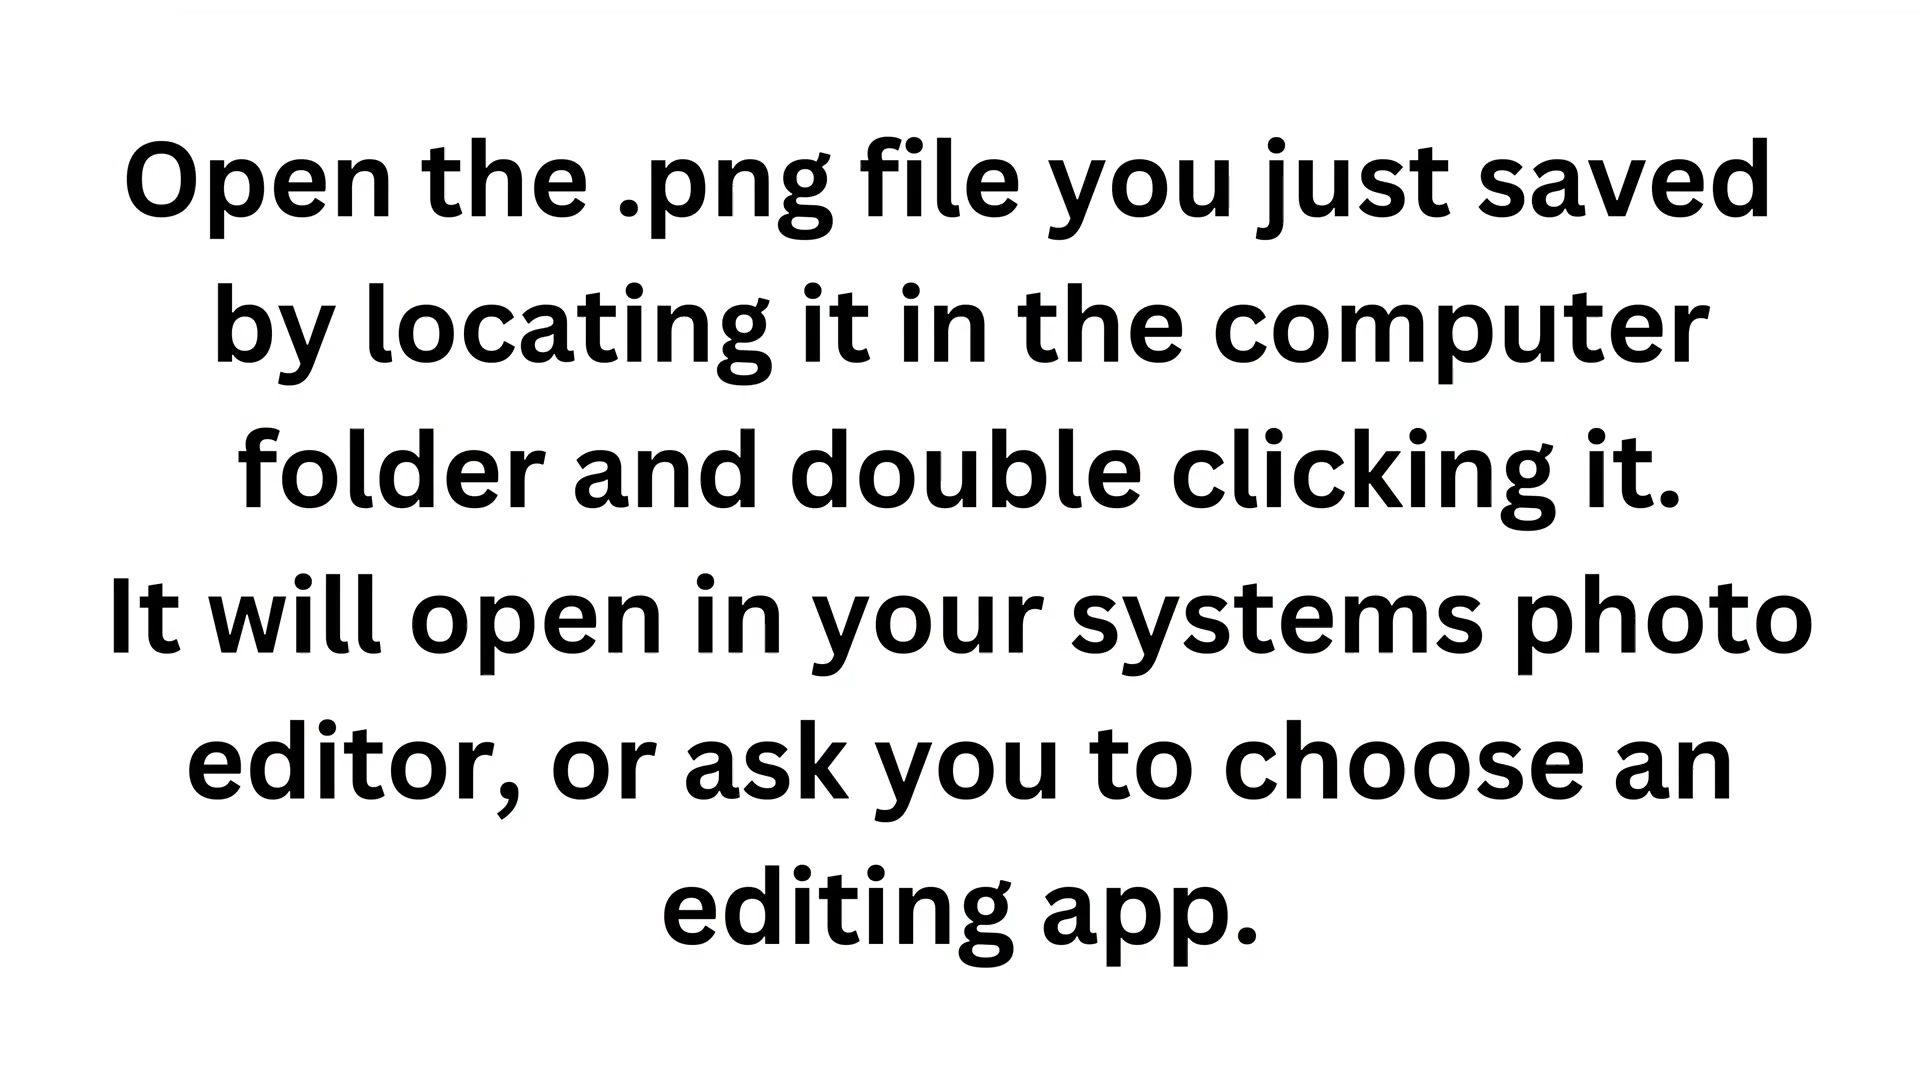 Open the .png file you just saved
by locating it in the computer
folder and double clicking it.
It will open in your systems photo
editor, or ask you to choose an
editing app.